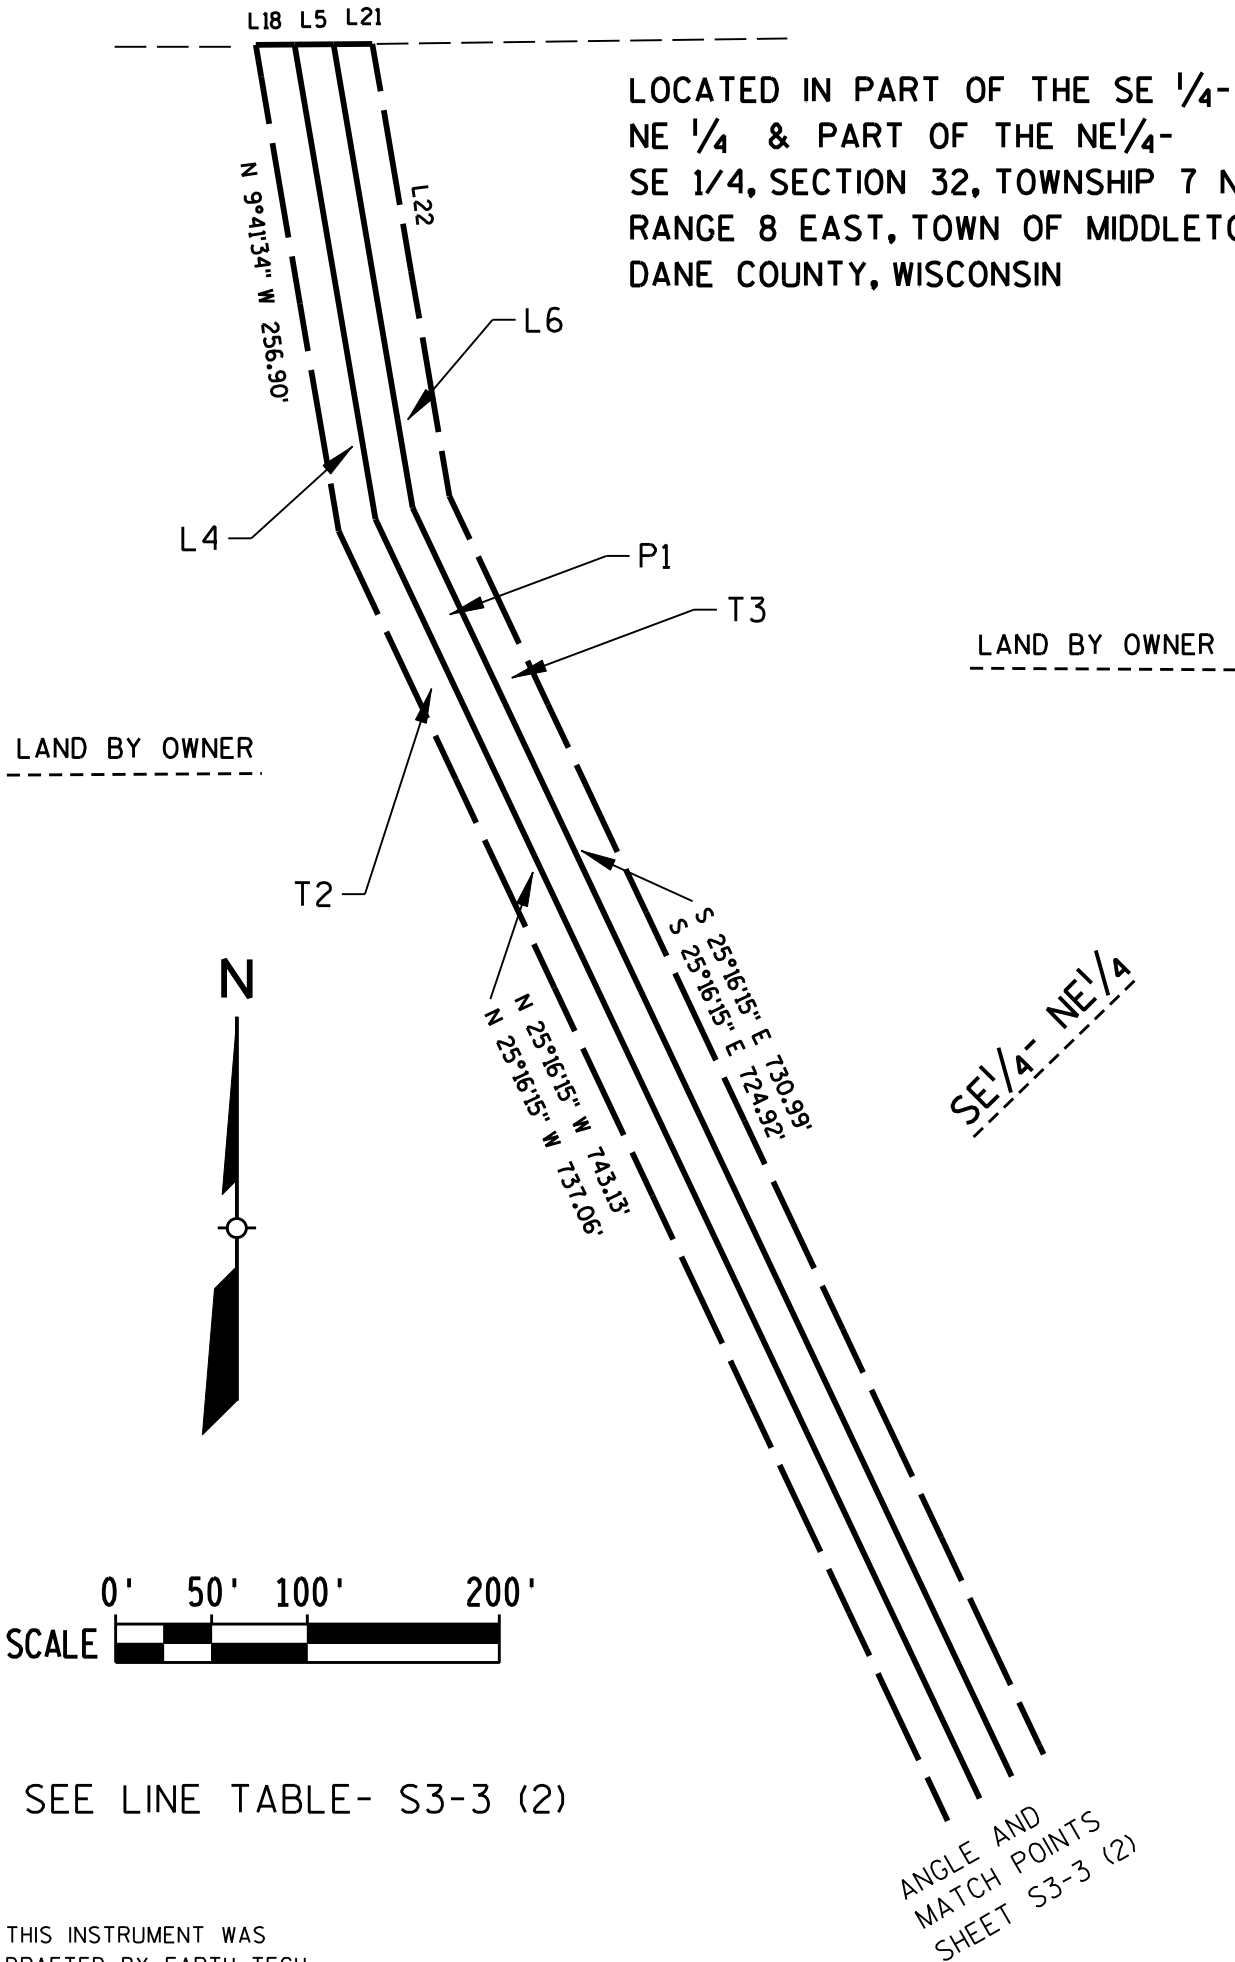 L18 L5 L21
LOCATED IN PART OF THE SE 1/4-
NE 1/4 & PART OF THE NE1/4-
SE 1/4, SECTION 32, TOWNSHIP 7 N
RANGE 8 EAST, TOWN OF MIDDLETO
DANE COUNTY, WISCONSIN
N 9°41'34" W 256.90'
L22
L6
L4
P1
T3
LAND BY OWNER
LAND BY OWNER
T2
S 25°16'15" E 730.99'
S 25°16'15" E 724.92'
N 25°16'15" W 743.13'
N 25°16'15" W 737.06'
N
SE1/4- NE1/4
0' 50' 100' 200'
SCALE
SEE LINE TABLE- S3-3 (2)
ANGLE AND
MATCH POINTS
SHEET S3-3 (2)
THIS INSTRUMENT WAS
DRAFTED BY EARTH TECH